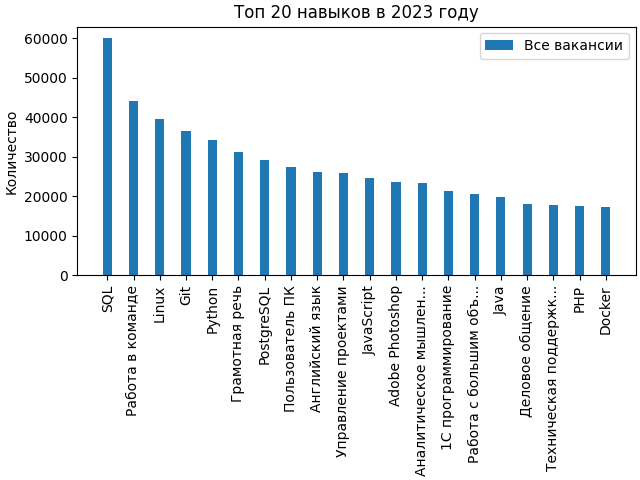 Топ 20 навыков в 2023 году
Все вакансии
Количество
60000
50000
40000
30000
20000
10000
0
SQL
Работа в команде
Linux
Git
Python
Грамотная речь
PostgreSQL
Пользователь ПК
Английский язык
Управление проектами
JavaScript
Adobe Photoshop
Аналитическое мышлен...
1С программирование
Работа с большим объ...
Java
Деловое общение
Техническая поддержк...
PHP
Docker